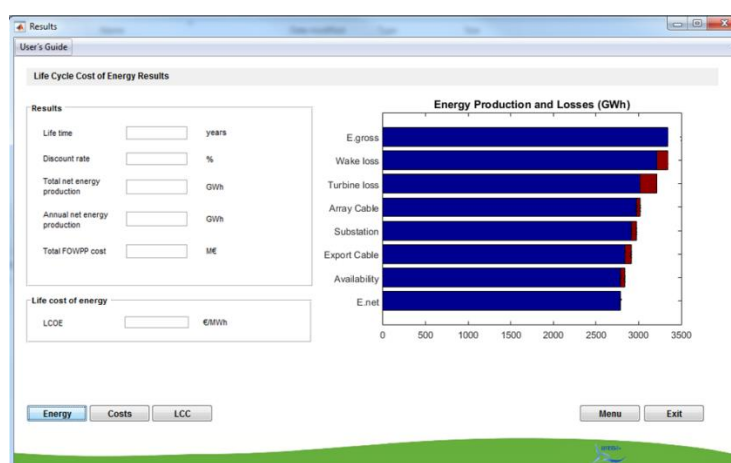 Results
User's Guide
Life Cycle Cost of Energy Results
Results
Life time
years
Discount rate
%
Total net energy
production
GWh
Annual net energy
production
GWh
Total FOWPP cost
M€
Life cost of energy
LCOE
€/MWh
Energy Production and Losses (GWh)
E.gross
Wake loss
Turbine loss
Array Cable
Substation
Export Cable
Availability
E.net
0 500 1000 1500 2000 2500 3000 3500
Energy Costs LCC Menu Exit